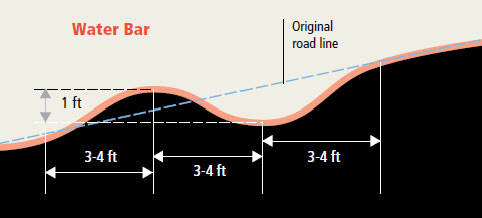 Water Bar
Original
road line
1 ft
3-4 ft
3-4 ft
3-4 ft